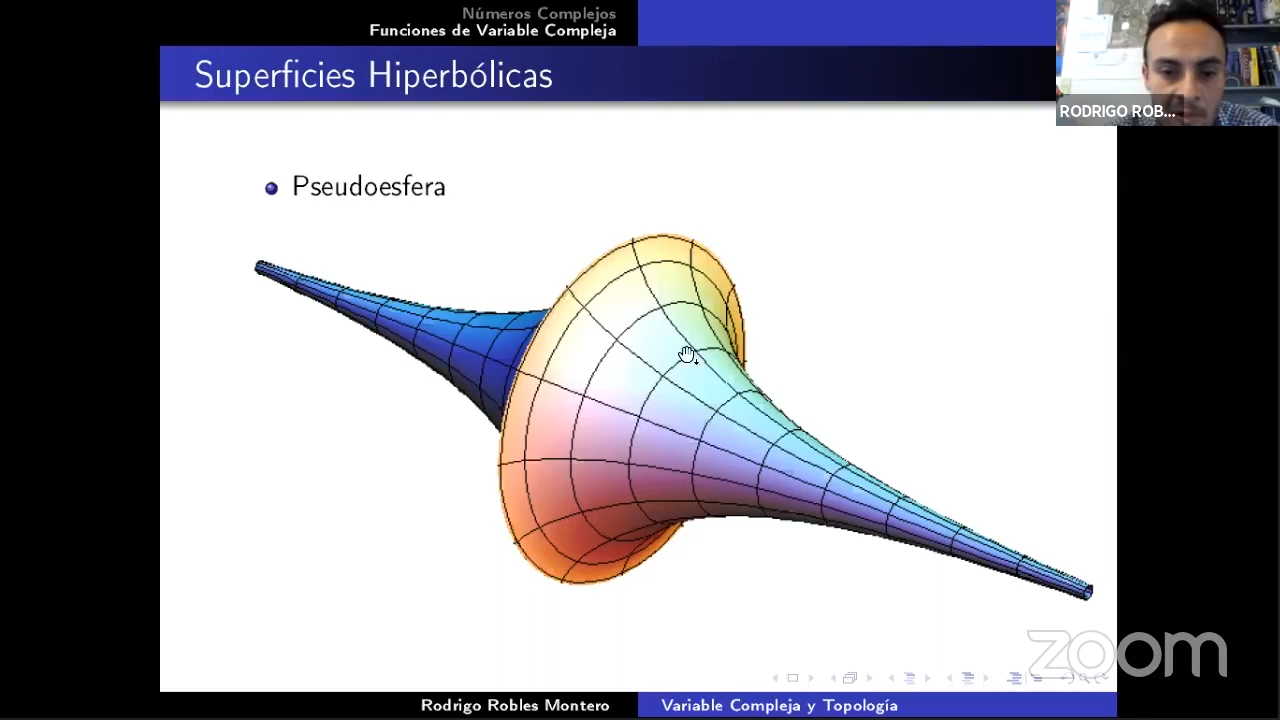 Números Complejos
Funciones de Variable Compleja
Superficies Hiperbólicas
RODRIGO ROB...
Pseudoesfera
zoom
Rodrigo Robles Montero
Variable Compleja y Topología